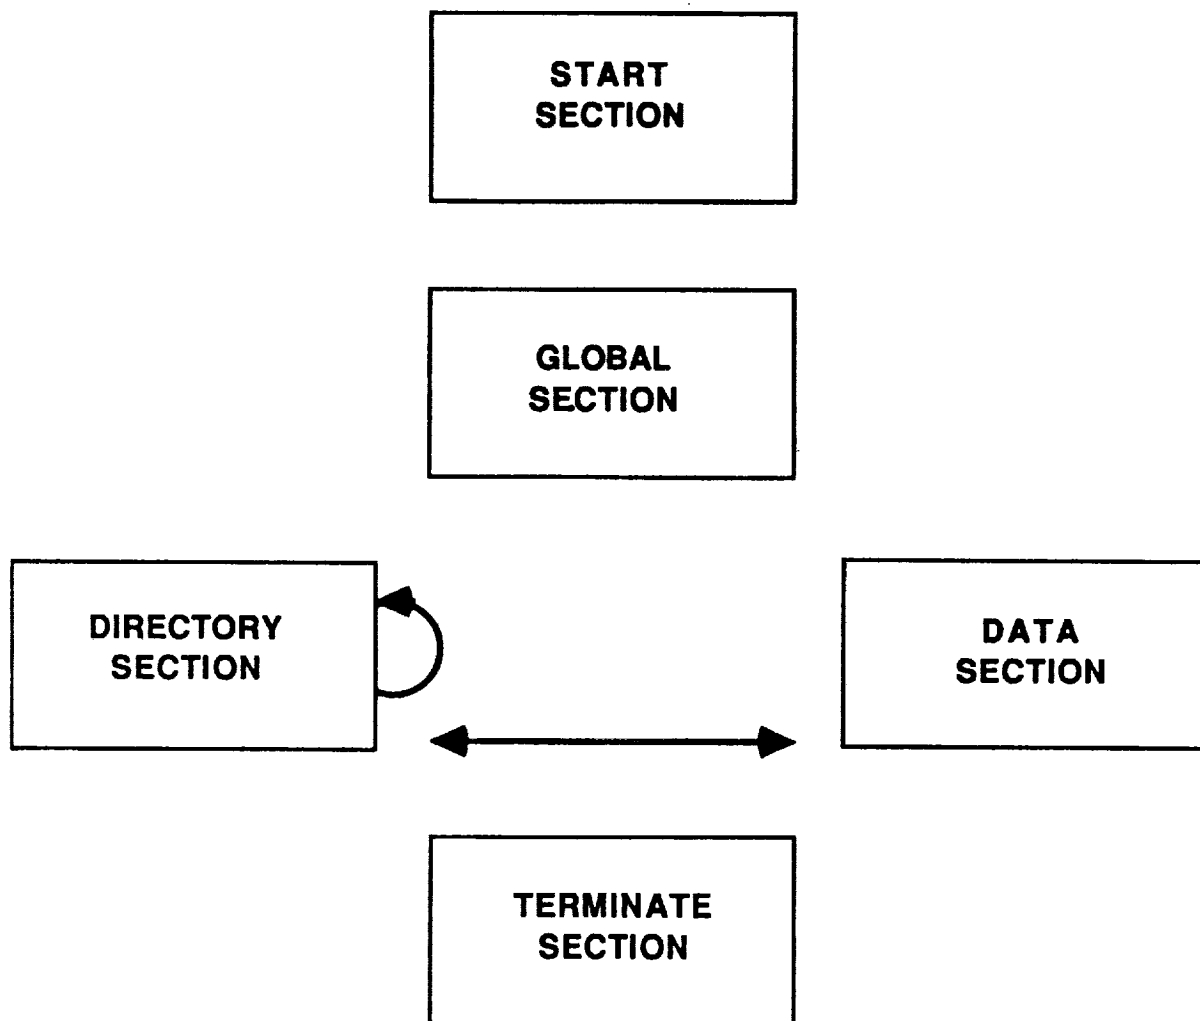 START
SECTION
GLOBAL
SECTION
DIRECTORY
SECTION
DATA
SECTION
TERMINATE
SECTION